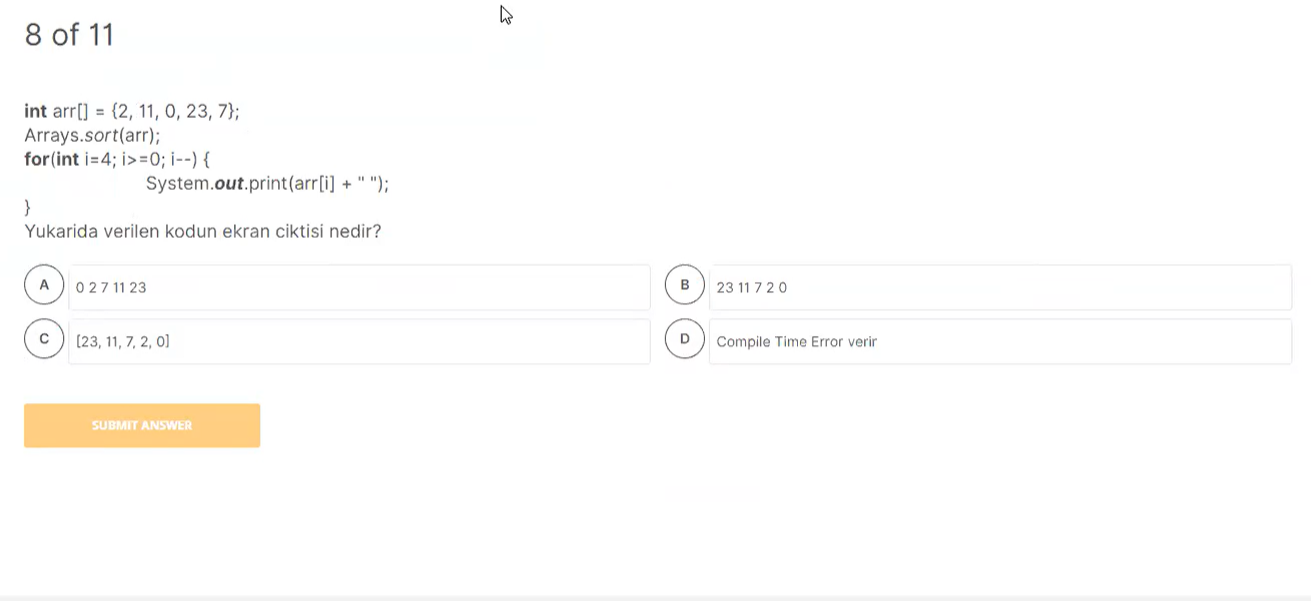 8 of 11
int arr[] = {2, 11, 0, 23, 7};
Arrays.sort(arr);
for(int i=4; i>=0; i--) {
System.out.print(arr[i] + " ");
}
Yukarida verilen kodun ekran ciktisi nedir?
A 0 2 7 11 23
B 23 11 7 2 0
C [23, 11, 7, 2, 0]
D Compile Time Error verir
SUBMIT ANSWER